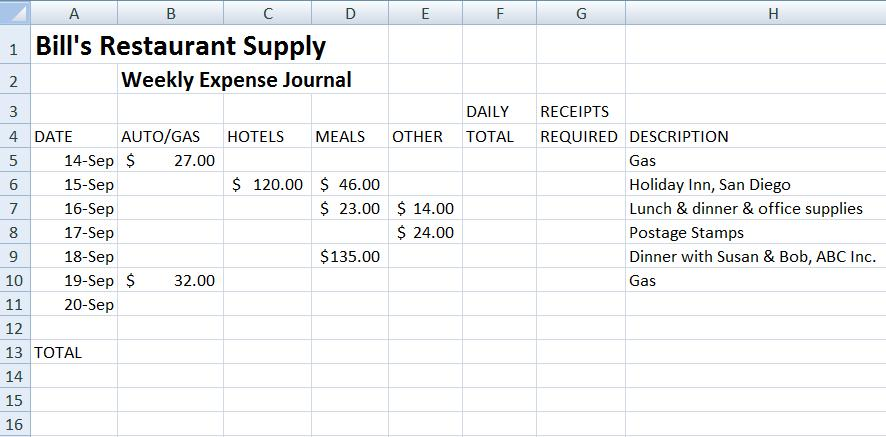 A B C D E F G H
1 Bill's Restaurant Supply
2 Weekly Expense Journal
3 DAILY RECEIPTS
4 DATE AUTO/GAS HOTELS MEALS OTHER TOTAL REQUIRED DESCRIPTION
5 14-Sep $ 27.00 Gas
6 15-Sep $ 120.00 $ 46.00 Holiday Inn, San Diego
7 16-Sep $ 23.00 $ 14.00 Lunch & dinner & office supplies
8 17-Sep $ 24.00 Postage Stamps
9 18-Sep $135.00 Dinner with Susan & Bob, ABC Inc.
10 19-Sep $ 32.00 Gas
11 20-Sep
12
13 TOTAL
14
15
16